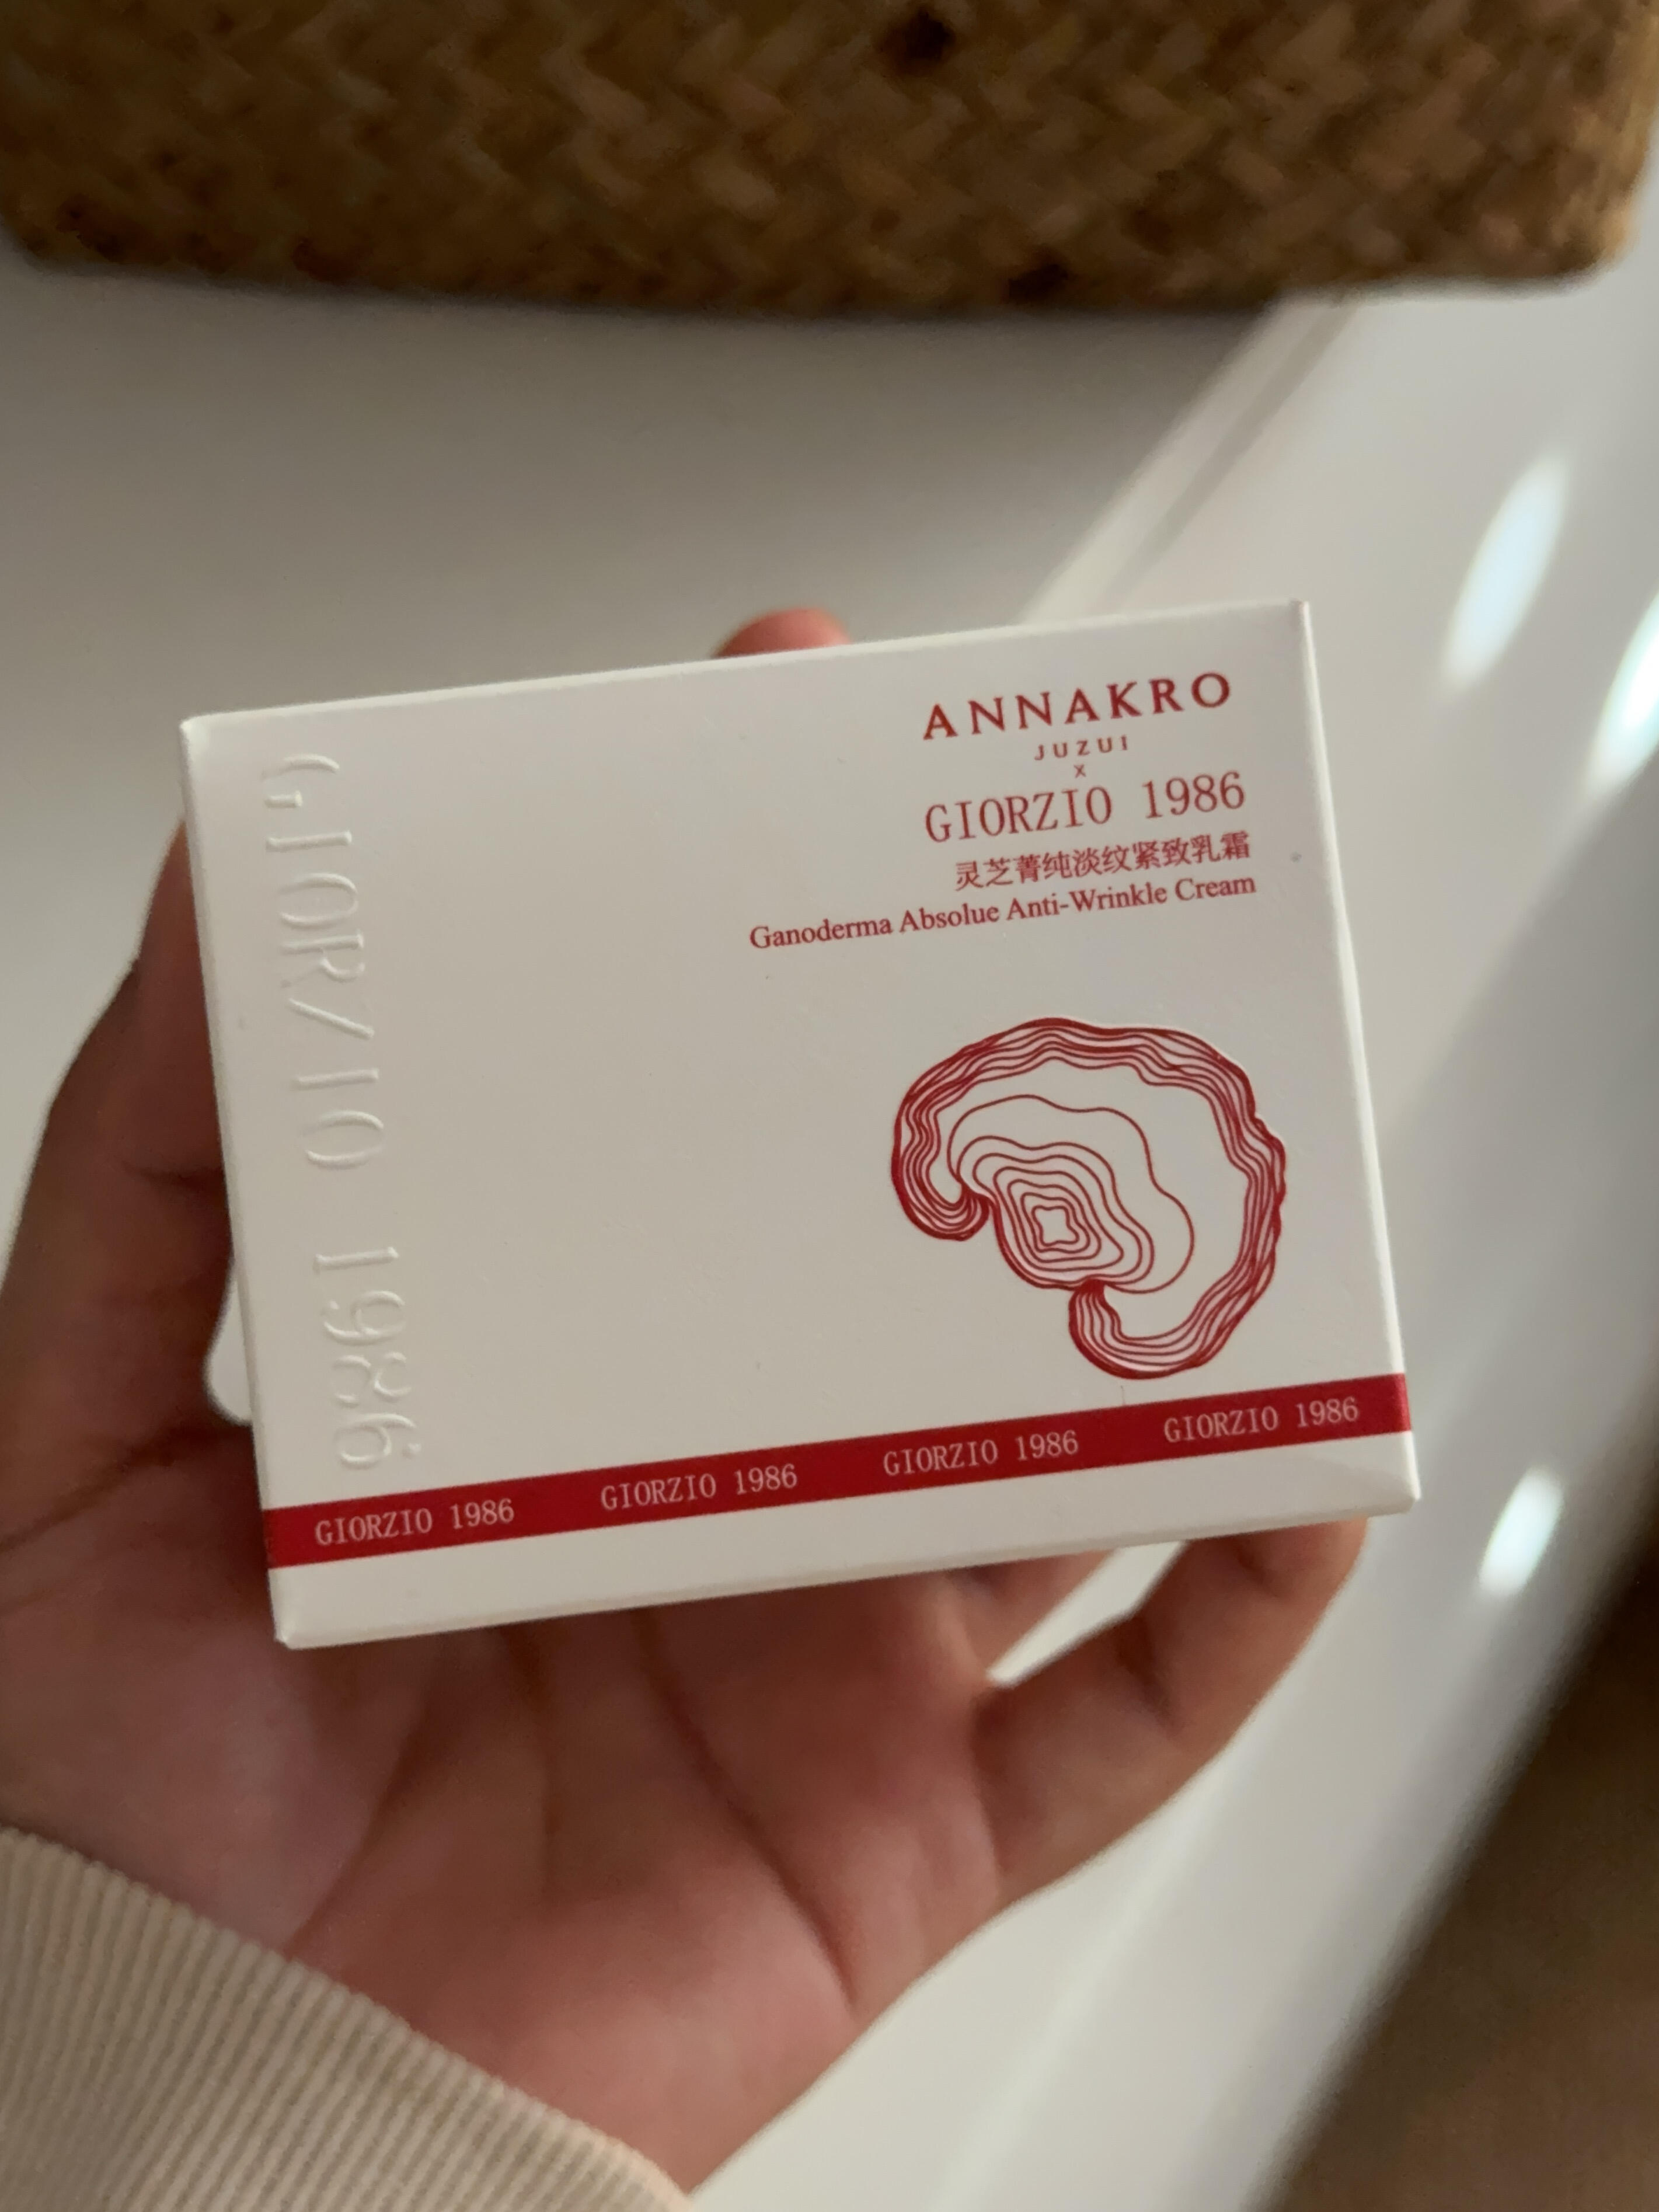 ANNAKRO
JUZUI
x
GIORZIO 1986
灵芝菁纯淡纹紧致乳霜
Ganoderma Absolue Anti-Wrinkle Cream
GIORZIO 1986
GIORZIO 1986 GIORZIO 1986 GIORZIO 1986 GIORZIO 1986